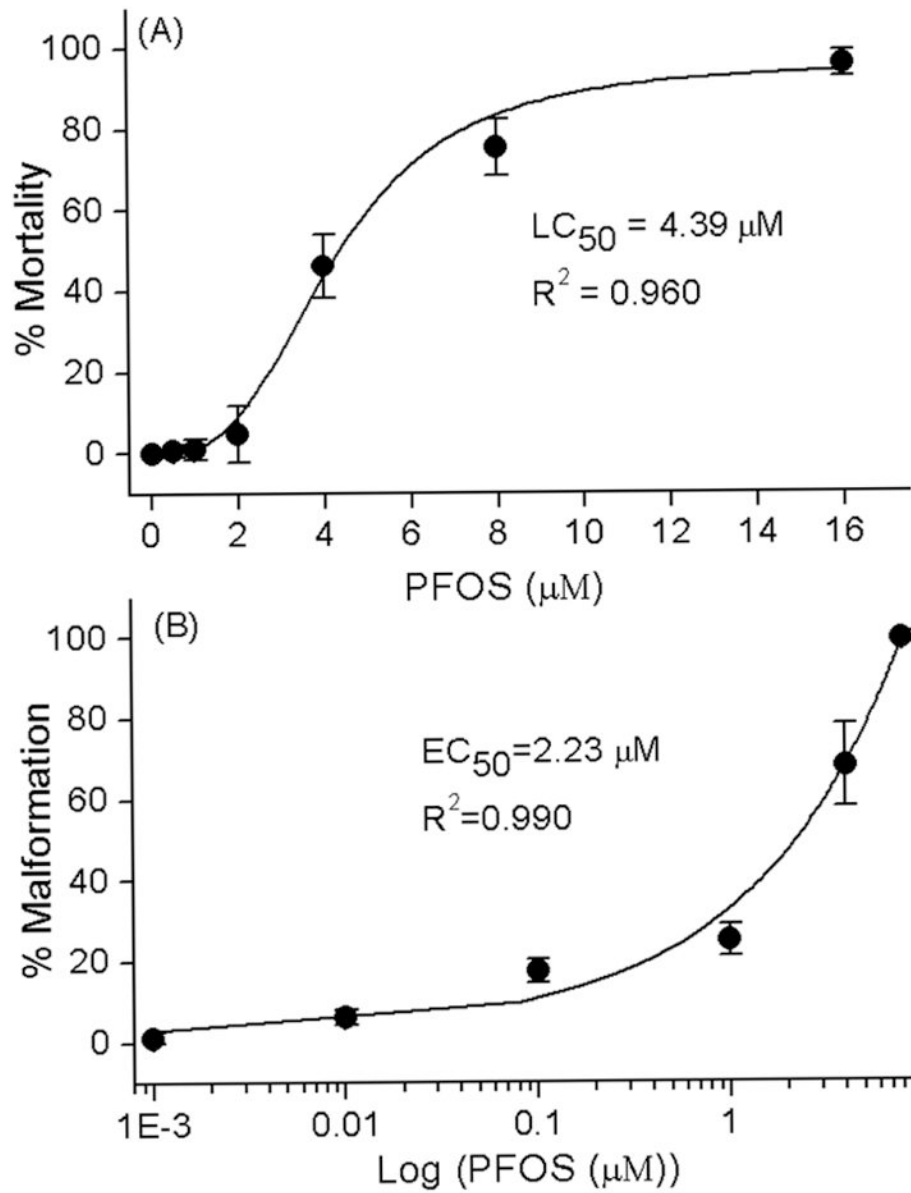 (A)
100
80
60
40
20
0
% Mortality
LC50 = 4.39 μM
R2 = 0.960
0 2 4 6 8 10 12 14 16
PFOS (μM)
(B)
100
80
60
40
20
0
% Malformation
EC50=2.23 μM
R2=0.990
1E-3 0.01 0.1 1
Log (PFOS (μM))